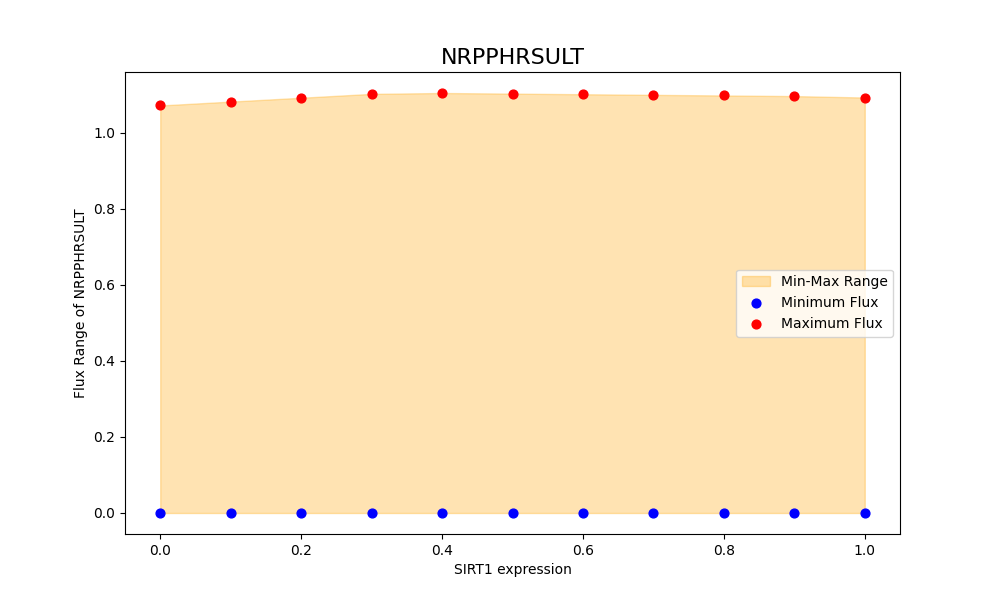 NRPPHRSULT
Flux Range of NRPPHRSULT
1.0
0.8
0.6
0.4
0.2
0.0
Min-Max Range
Minimum Flux
Maximum Flux
0.0 0.2 0.4 0.6 0.8 1.0
SIRT1 expression